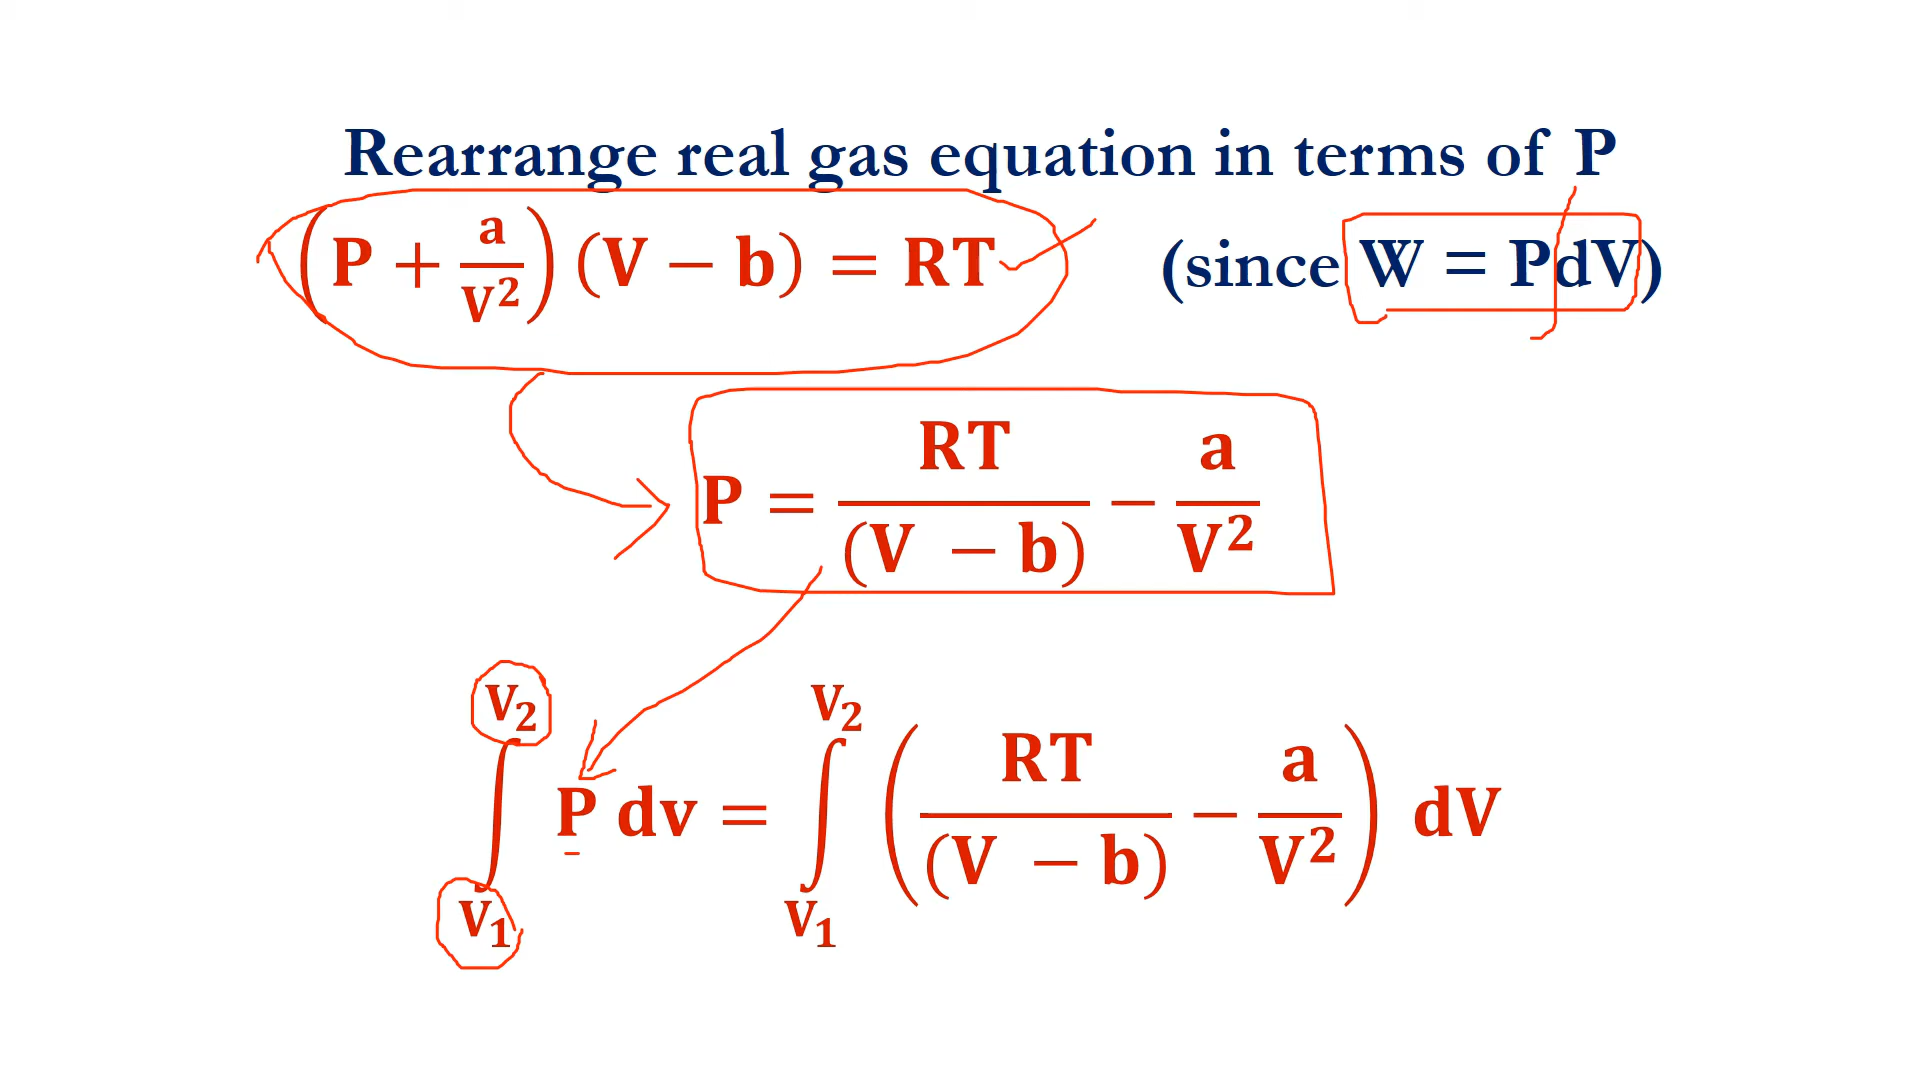 Rearrange real gas equation in terms of P
(P + a/V²) (V − b) = RT (since W = PdV)
P = RT/(V − b) − a/V²
∫_{V₁}^{V₂} P dv = ∫_{V₁}^{V₂} (RT/(V − b) − a/V²) dV